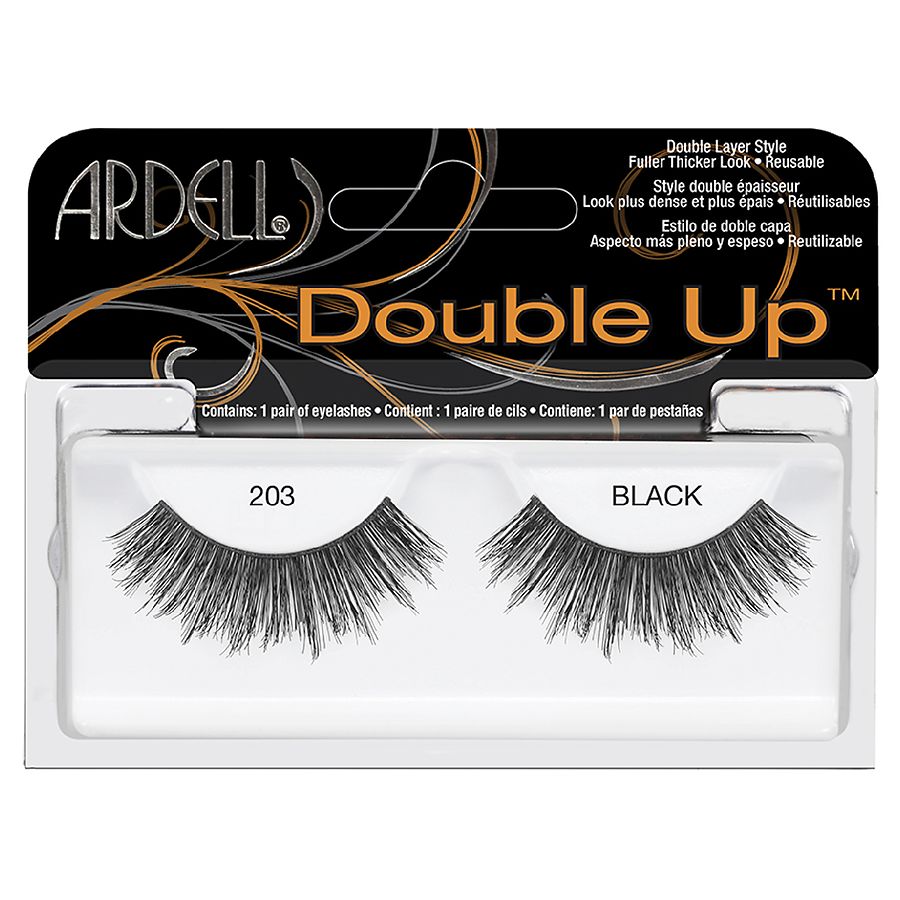 ARDELL®
Double Layer Style
Fuller Thicker Look • Reusable
Style double épaisseur
Look plus dense et plus épais • Réutilisables
Estilo de doble capa
Aspecto más pleno y espeso • Reutilizable
Double Up™
Contains: 1 pair of eyelashes • Contient : 1 paire de cils • Contiene: 1 par de pestañas
203 BLACK